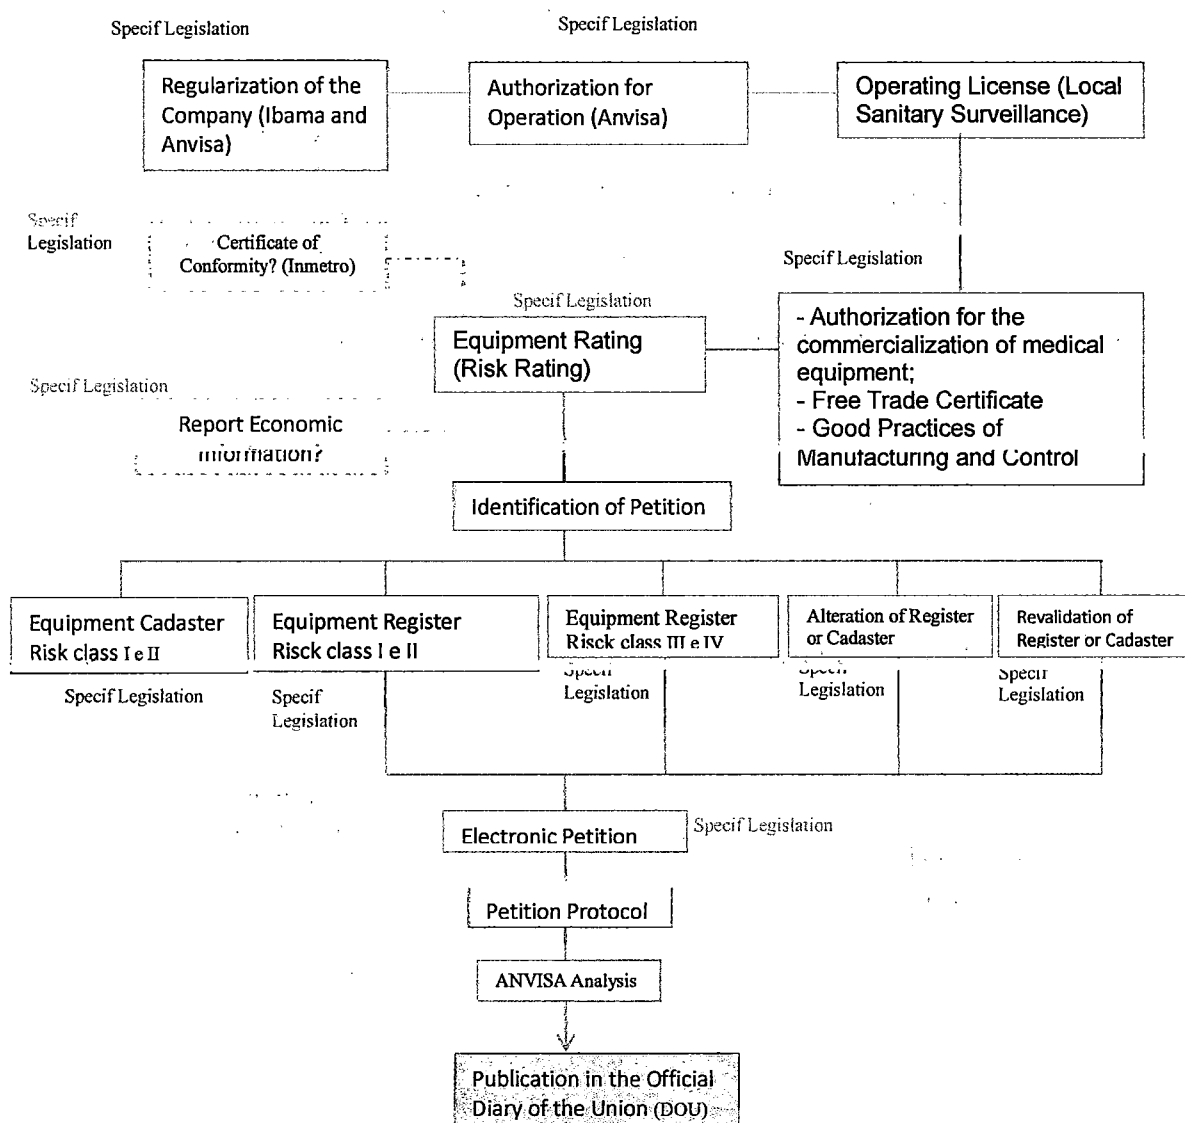 Specif Legislation
Specif Legislation
Regularization of the
Company (Ibama and
Anvisa)
Authorization for
Operation (Anvisa)
Operating License (Local
Sanitary Surveillance)
Specif
Legislation
Certificate of
Conformity? (Inmetro)
Specif Legislation
Specif Legislation
Equipment Rating
(Risk Rating)
- Authorization for the
commercialization of medical
equipment;
- Free Trade Certificate
- Good Practices of
Manufacturing and Control
Specif Legislation
Report Economic
information?
Identification of Petition
Equipment Cadaster
Risk class I e II
Equipment Register
Risck class I e II
Equipment Register
Risck class III e IV
Alteration of Register
or Cadaster
Revalidation of
Register or Cadaster
Specif Legislation
Specif
Legislation
Specif
Legislation
Specif
Legislation
Specif
Legislation
Electronic Petition
Specif Legislation
Petition Protocol
ANVISA Analysis
Publication in the Official
Diary of the Union (DOU)